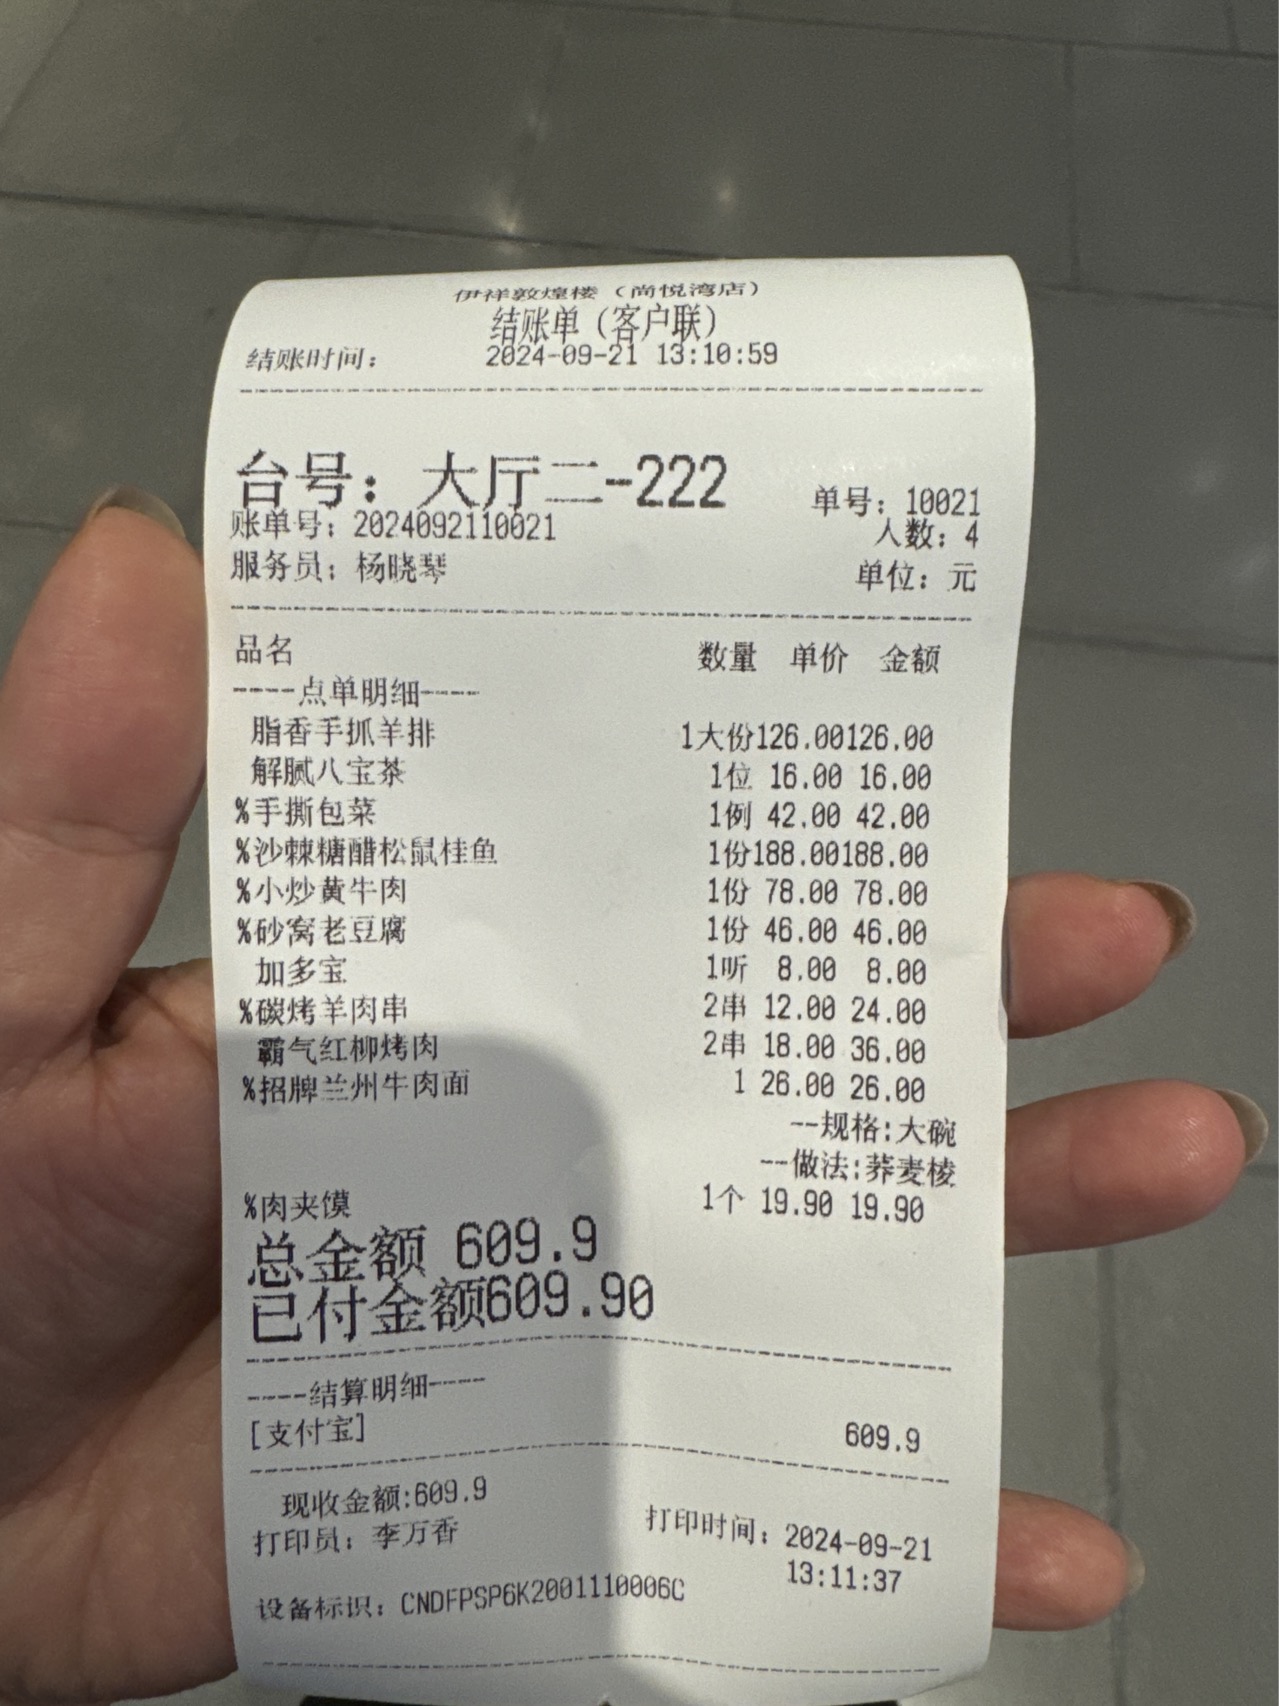 伊祥敦煌楼（尚悦湾店）
结账单（客户联）
结账时间： 2024-09-21 13:10:59
台号：大厅二-222
单号：10021
账单号：2024092110021
人数：4
服务员：杨晓琴
单位：元
品名 数量 单价 金额
----点单明细----
脂香手抓羊排 1大份126.00126.00
解腻八宝茶 1位 16.00 16.00
%手撕包菜 1例 42.00 42.00
%沙棘糖醋松鼠桂鱼 1份188.00188.00
%小炒黄牛肉 1份 78.00 78.00
%砂窝老豆腐 1份 46.00 46.00
加多宝 1听 8.00 8.00
%碳烤羊肉串 2串 12.00 24.00
霸气红柳烤肉 2串 18.00 36.00
%招牌兰州牛肉面 1 26.00 26.00
--规格:大碗
--做法:荞麦棱
%肉夹馍 1个 19.90 19.90
总金额 609.9
已付金额609.90
----结算明细----
[支付宝] 609.9
现收金额:609.9
打印员：李万香
打印时间：2024-09-21
13:11:37
设备标识：CNDFPSP6K2001110006C